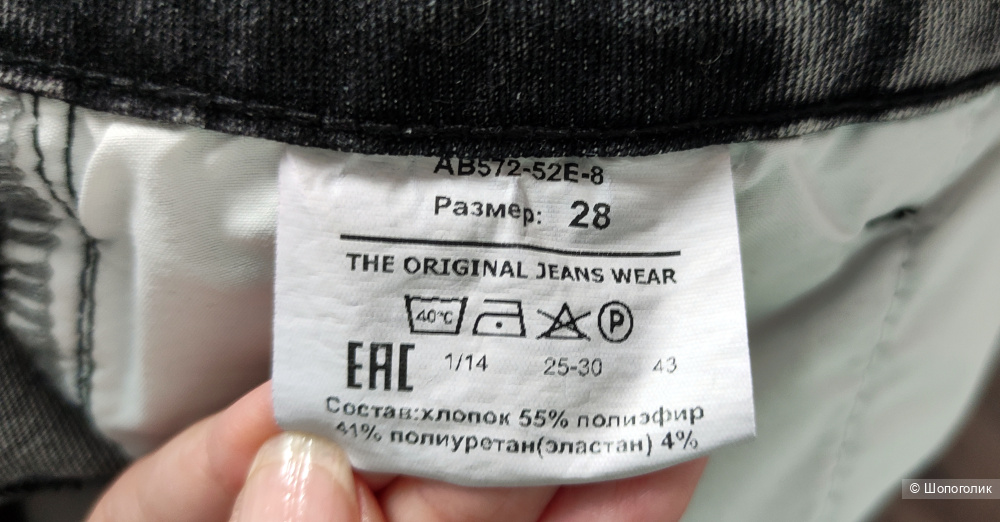 AB572-52E-8
Размер: 28
THE ORIGINAL JEANS WEAR
40°C P
EAC 1/14 25-30 43
Состав:хлопок 55% полиэфир
41% полиуретан(эластан) 4%
© Шопоголик